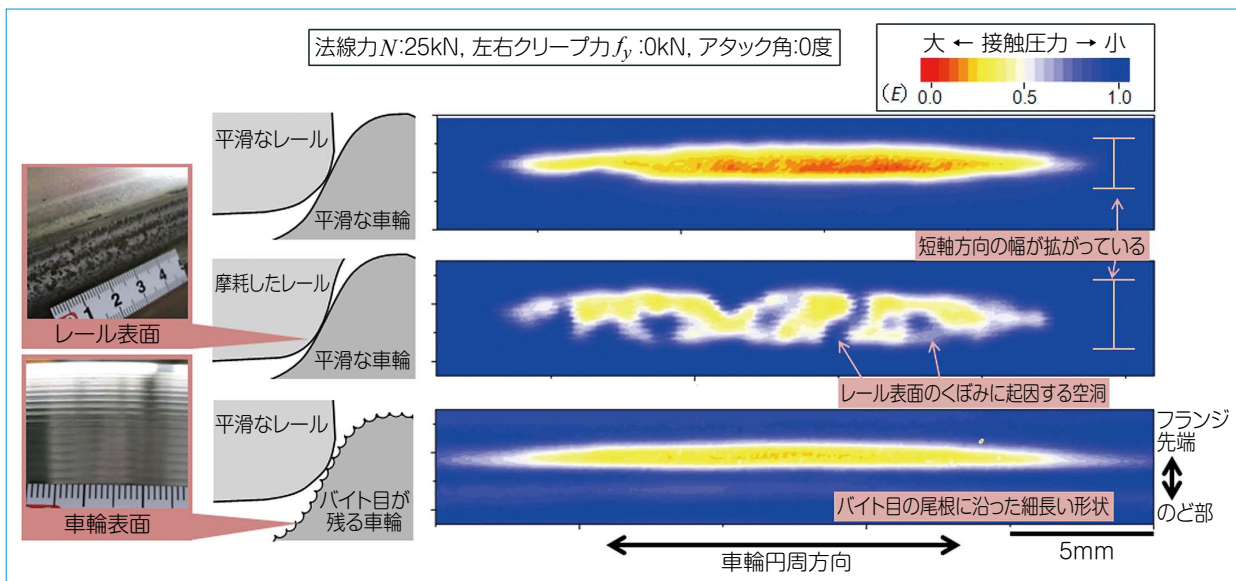 法線力N:25kN, 左右クリープ力fy:0kN, アタック角:0度
大 ← 接触圧力 → 小
(E) 0.0 0.5 1.0
平滑なレール
平滑な車輪
短軸方向の幅が拡がっている
摩耗したレール
平滑な車輪
レール表面
1 2 3 4
レール表面のくぼみに起因する空洞
平滑なレール
バイト目が
残る車輪
車輪表面
フランジ
先端
のど部
バイト目の尾根に沿った細長い形状
車輪円周方向
5mm